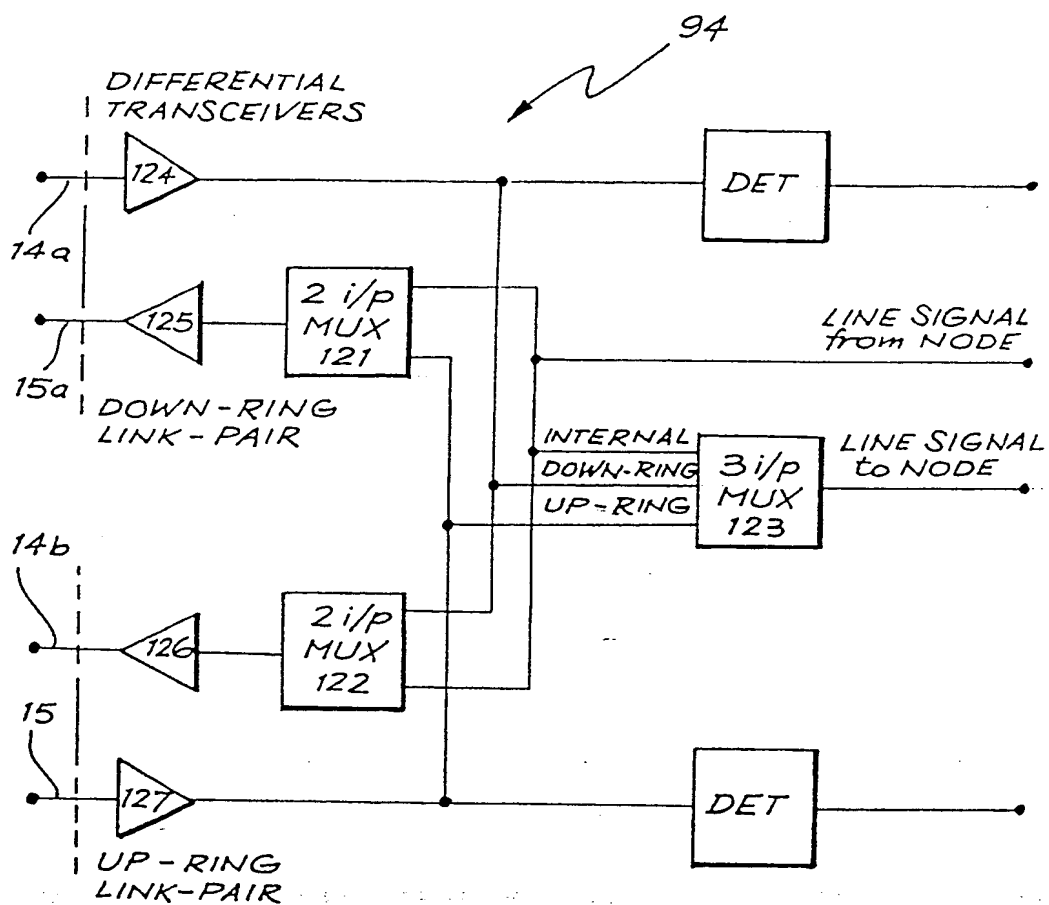 94
DIFFERENTIAL
TRANSCEIVERS
124
DET
14a
2 i/p
MUX
121
125
LINE SIGNAL
from NODE
15a
DOWN-RING
LINK-PAIR
INTERNAL
DOWN-RING
UP-RING
3 i/p
MUX
123
LINE SIGNAL
to NODE
14b
2 i/p
MUX
122
126
15
127
DET
UP-RING
LINK-PAIR